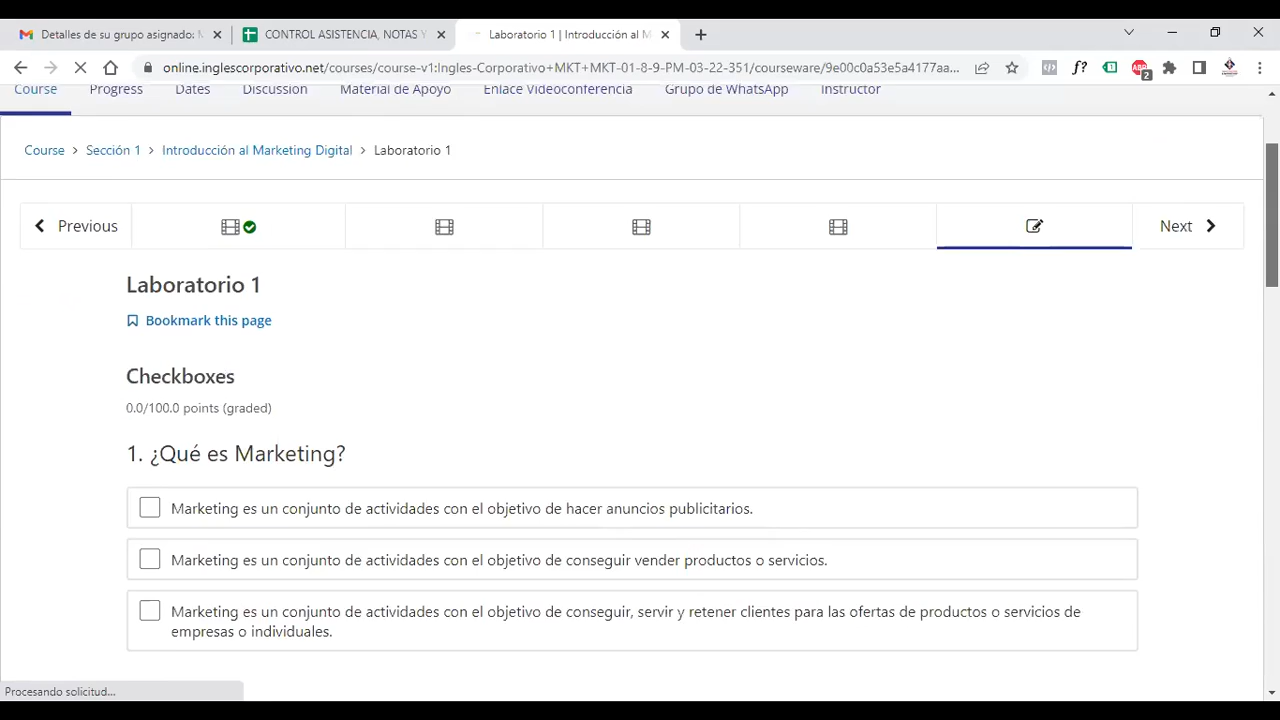 Detalles de su grupo asignado: M
CONTROL ASISTENCIA, NOTAS Y
Laboratorio 1 | Introducción al M
online.inglescorporativo.net/courses/course-v1:Ingles-Corporativo+MKT+MKT-01-8-9-PM-03-22-351/courseware/9e00c0a53e5a4177aa...
f?
1
ABP
2
Course
Progress
Dates
Discussion
Material de Apoyo
Enlace Videoconferencia
Grupo de WhatsApp
Instructor
Course > Sección 1 > Introducción al Marketing Digital > Laboratorio 1
Previous
Next
Laboratorio 1
Bookmark this page
Checkboxes
0.0/100.0 points (graded)
1. ¿Qué es Marketing?
Marketing es un conjunto de actividades con el objetivo de hacer anuncios publicitarios.
Marketing es un conjunto de actividades con el objetivo de conseguir vender productos o servicios.
Marketing es un conjunto de actividades con el objetivo de conseguir, servir y retener clientes para las ofertas de productos o servicios de
empresas o individuales.
Procesando solicitud...